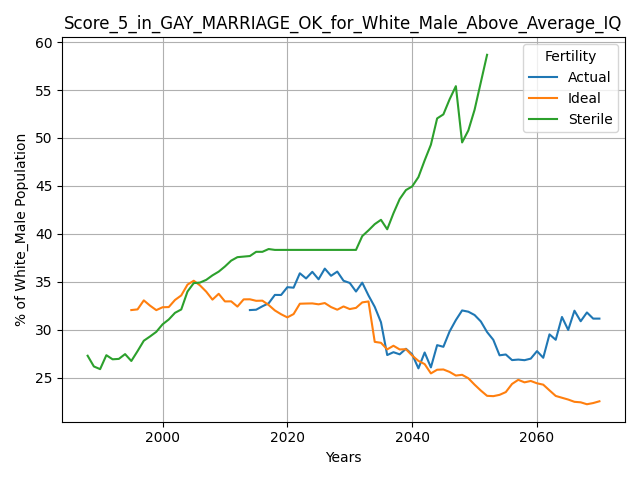 Score_5_in_GAY_MARRIAGE_OK_for_White_Male_Above_Average_IQ
Fertility
Actual
Ideal
Sterile
% of White_Male Population
60
55
50
45
40
35
30
25
2000
2020
2040
2060
Years